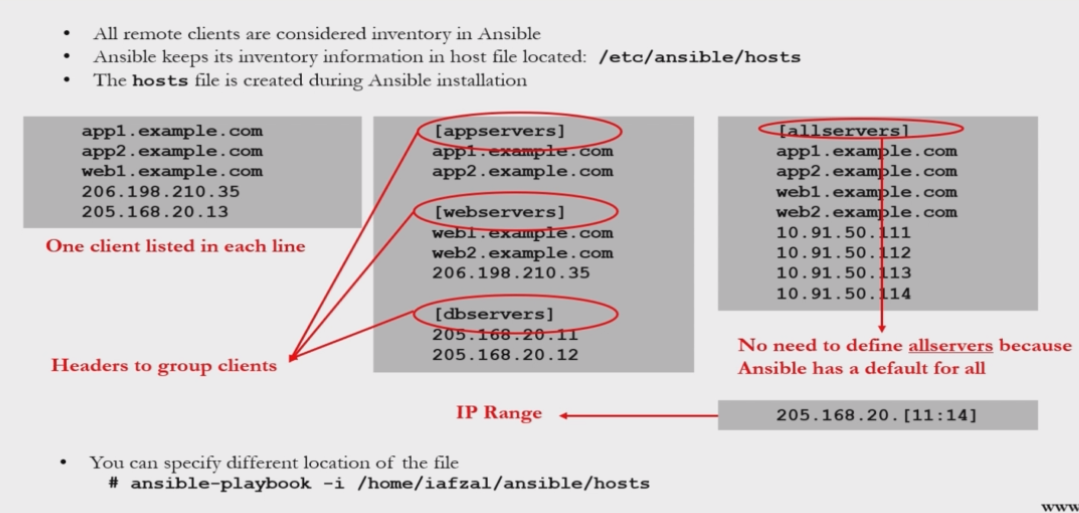 • All remote clients are considered inventory in Ansible
• Ansible keeps its inventory information in host file located: /etc/ansible/hosts
• The hosts file is created during Ansible installation
app1.example.com
app2.example.com
web1.example.com
206.198.210.35
205.168.20.13
One client listed in each line
[appservers]
app1.example.com
app2.example.com
[webservers]
web1.example.com
web2.example.com
206.198.210.35
[dbservers]
205.168.20.11
205.168.20.12
Headers to group clients
[allservers]
app1.example.com
app2.example.com
web1.example.com
web2.example.com
10.91.50.111
10.91.50.112
10.91.50.113
10.91.50.114
No need to define allservers because
Ansible has a default for all
IP Range
205.168.20.[11:14]
• You can specify different location of the file
# ansible-playbook -i /home/iafzal/ansible/hosts
www